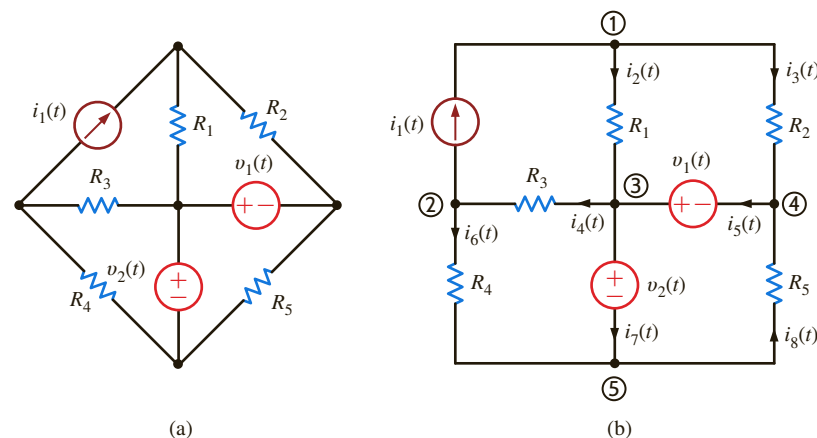 i1(t)
R1
R2
R3
v1(t)
+ −
v2(t)
+
−
R4
R5
(a)
①
i2(t)
i3(t)
i1(t)
R1
R2
v1(t)
②
R3
③
+ −
④
i4(t)
i5(t)
i6(t)
R4
+
−
v2(t)
R5
i7(t)
i8(t)
⑤
(b)